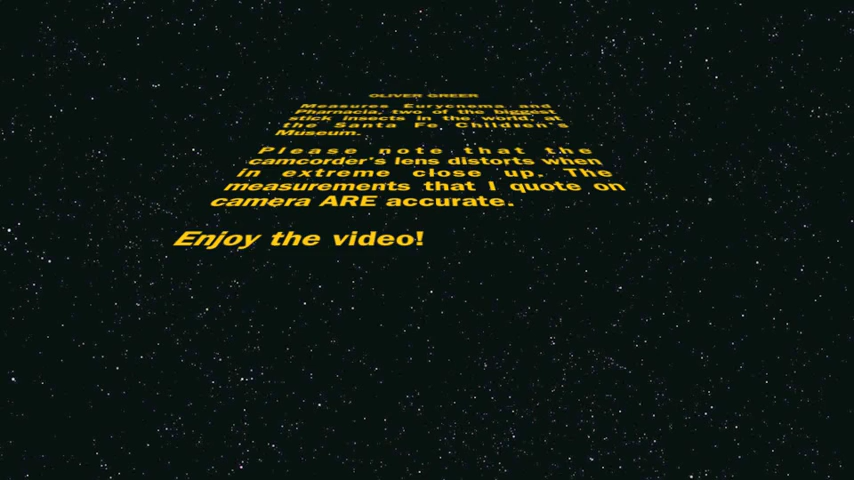 OLIVER GREER
Measures Eurycnema and
Pharnacia, two of the biggest
stick insects in the world, at
the Santa Fe Children's
Museum.
Please note that the
camcorder's lens distorts when
in extreme close up. The
measurements that I quote on
camera ARE accurate.
Enjoy the video!